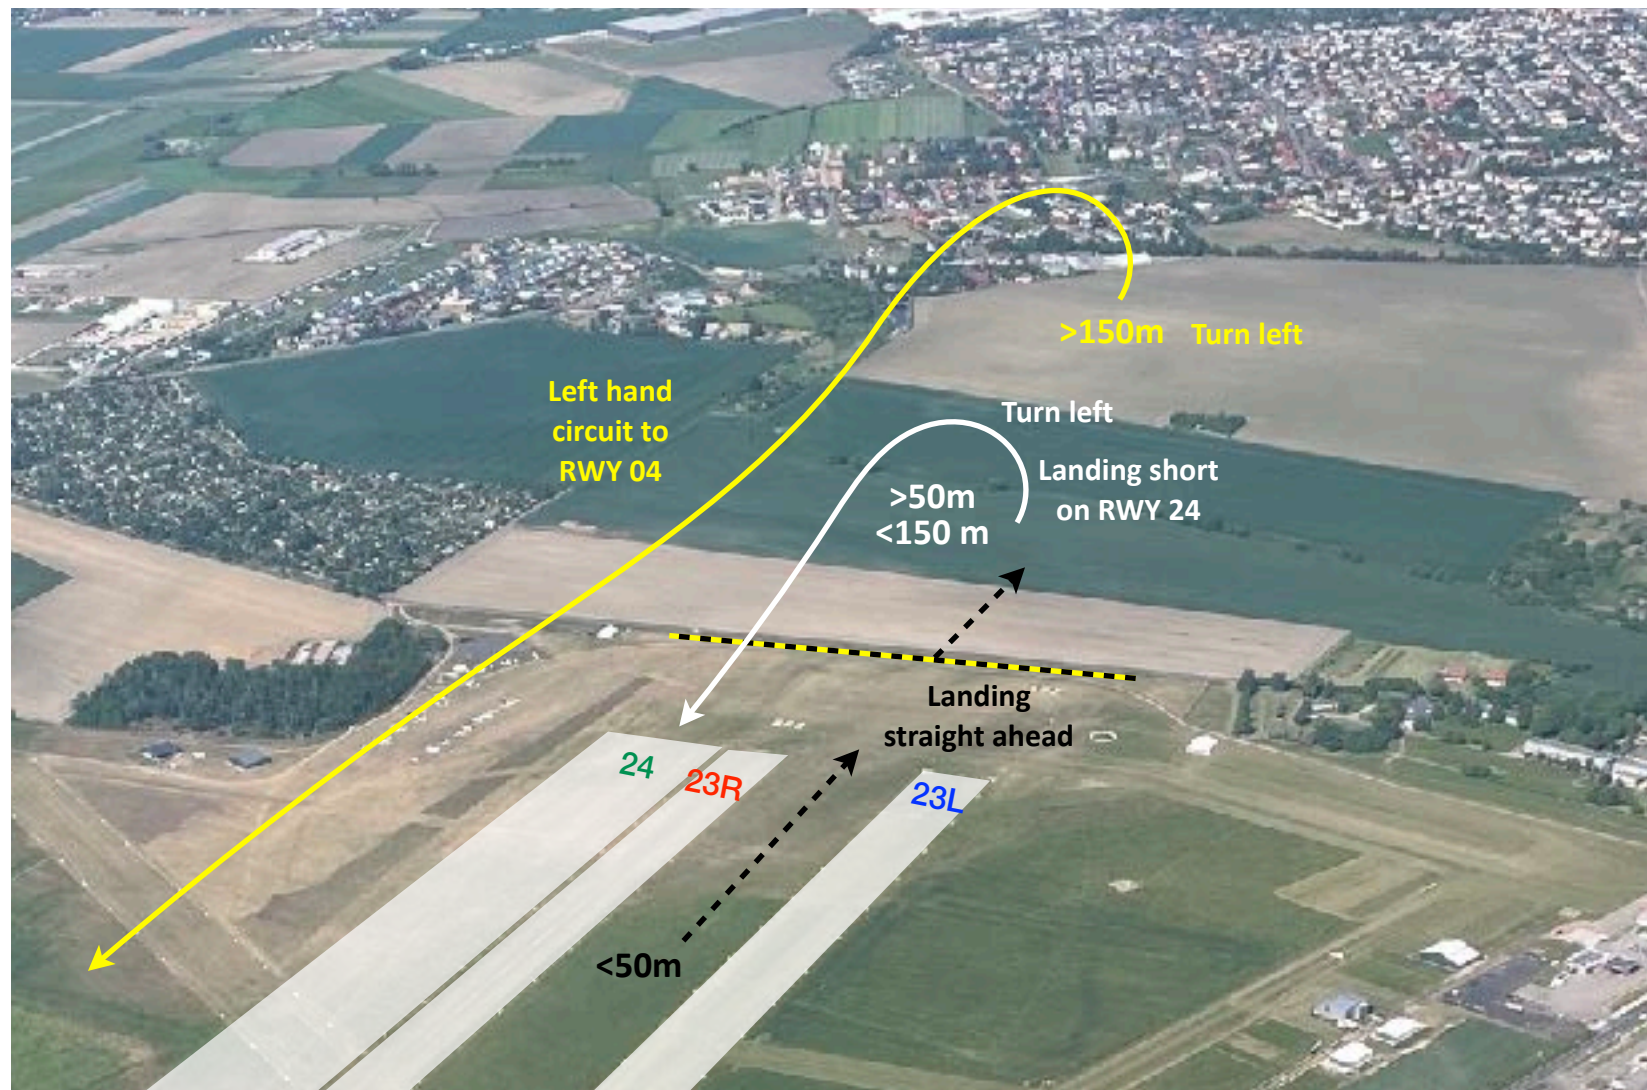 >150m Turn left
Left hand
circuit to
RWY 04
Turn left
Landing short
on RWY 24
>50m
<150 m
Landing
straight ahead
24
23R
23L
<50m